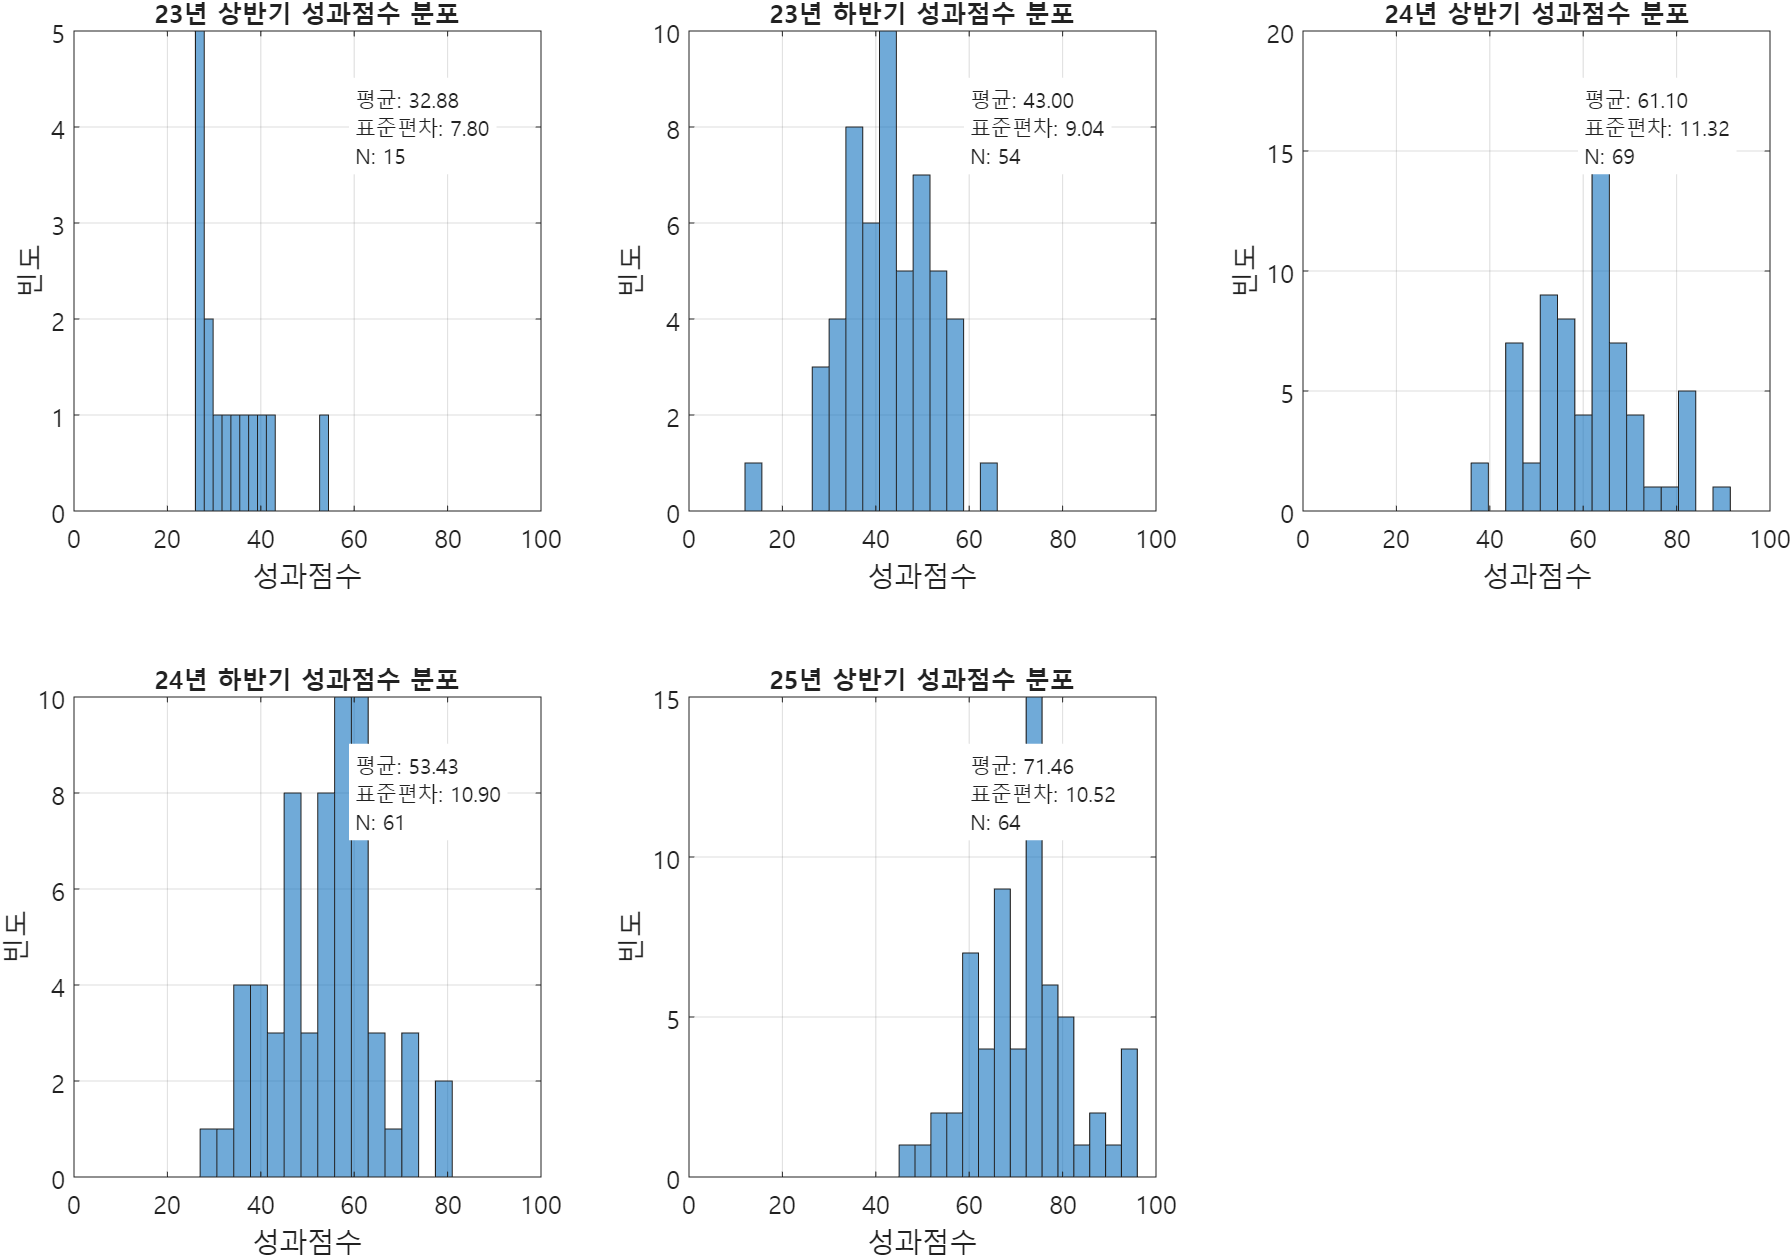 23년 상반기 성과점수 분포
5
4
3
2
1
0
빈도
평균: 32.88
표준편차: 7.80
N: 15
0 20 40 60 80 100
성과점수
23년 하반기 성과점수 분포
10
8
6
4
2
0
빈도
평균: 43.00
표준편차: 9.04
N: 54
0 20 40 60 80 100
성과점수
24년 상반기 성과점수 분포
20
15
10
5
0
빈도
평균: 61.10
표준편차: 11.32
N: 69
0 20 40 60 80 100
성과점수
24년 하반기 성과점수 분포
10
8
6
4
2
0
빈도
평균: 53.43
표준편차: 10.90
N: 61
0 20 40 60 80 100
성과점수
25년 상반기 성과점수 분포
15
10
5
0
빈도
평균: 71.46
표준편차: 10.52
N: 64
0 20 40 60 80 100
성과점수